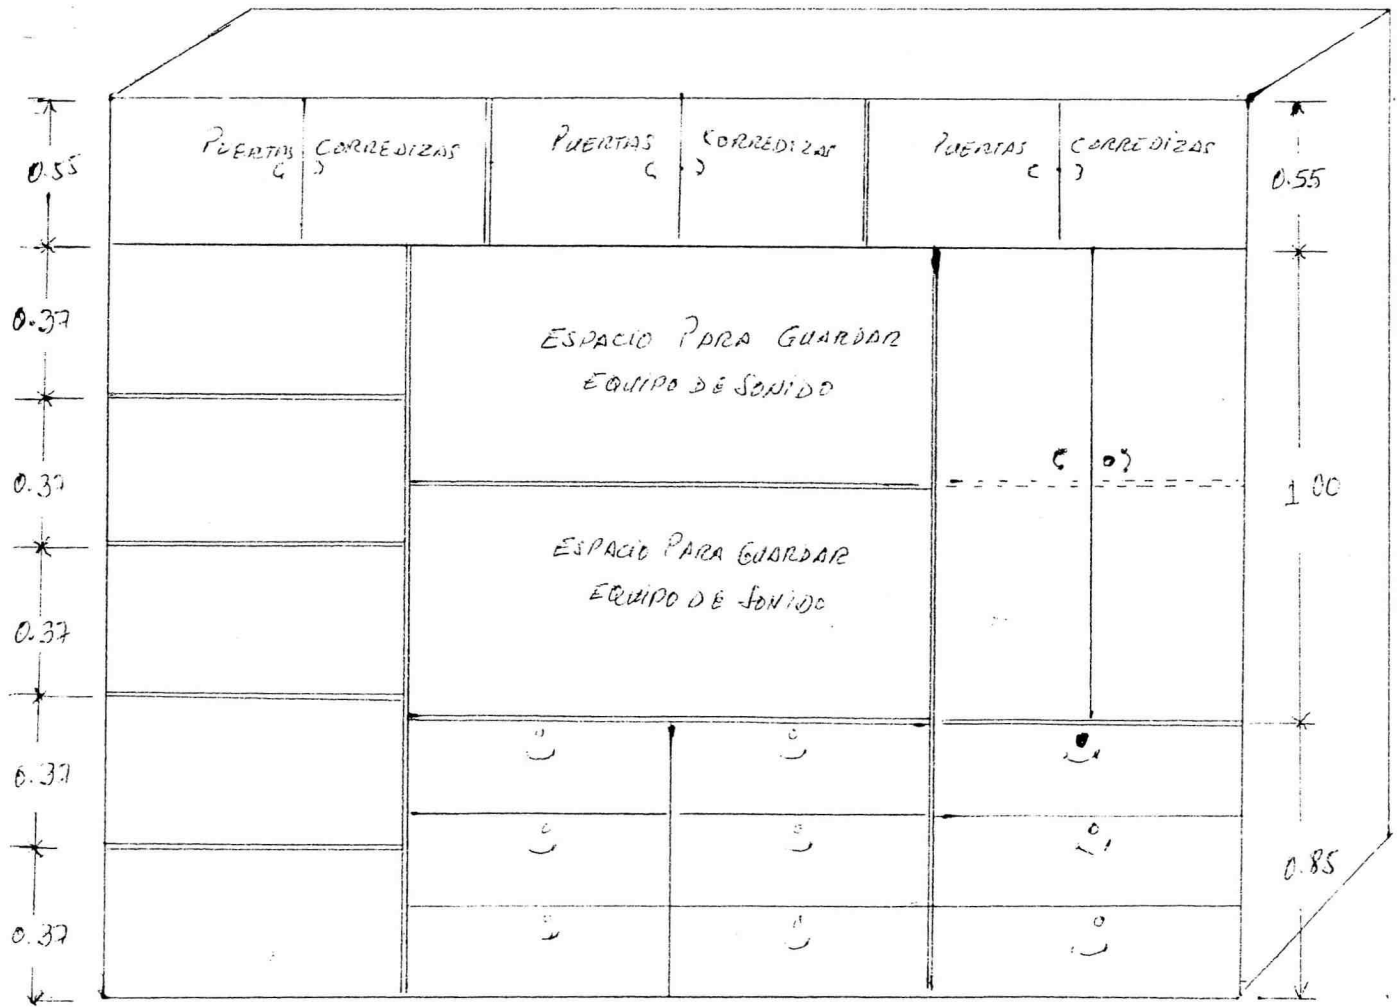 PUERTAS CORREDIZAS
PUERTAS CORREDIZAS
PUERTAS CORREDIZAS
0.55
0.55
0.37
ESPACIO PARA GUARDAR
EQUIPO DE SONIDO
0.37
1 00
ESPACIO PARA GUARDAR
EQUIPO DE SONIDO
0.37
0.37
0.85
0.37